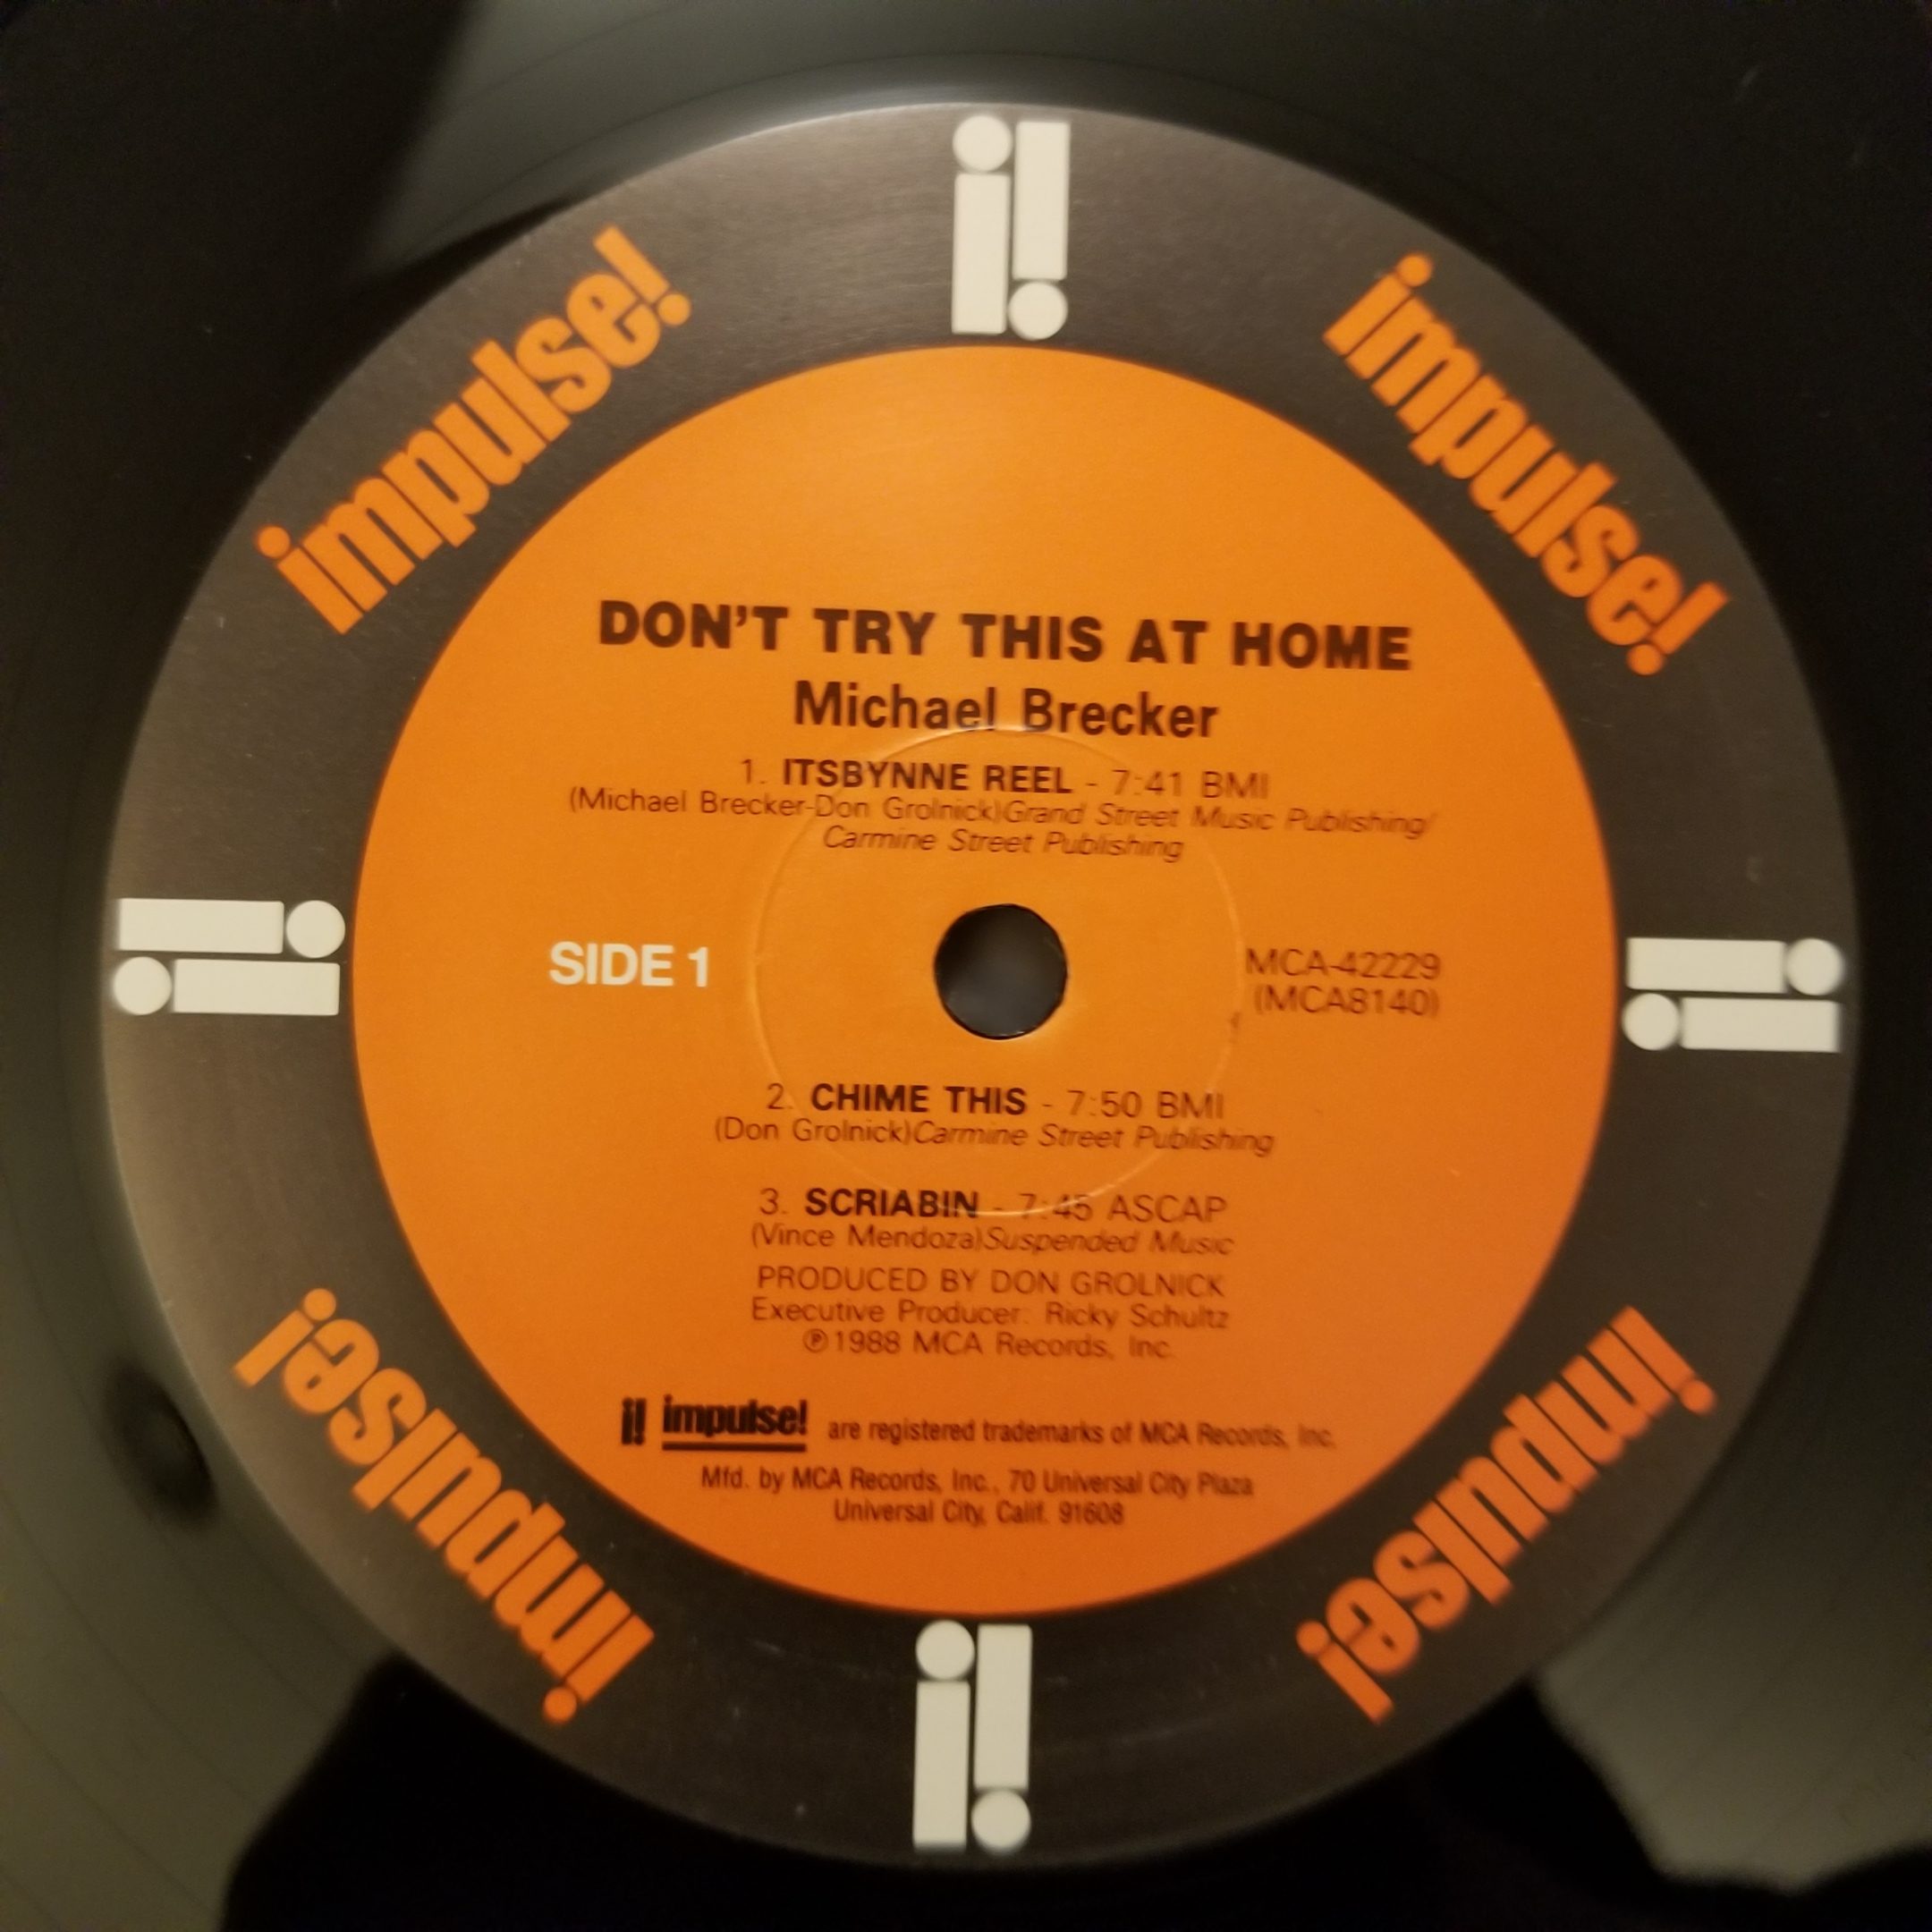 impulse!
impulse!
DON'T TRY THIS AT HOME
Michael Brecker
1. ITSBYNNE REEL - 7:41 BMI
(Michael Brecker-Don Grolnick)Grand Street Music Publishing/
Carmine Street Publishing
SIDE 1
MCA-42229
(MCA8140)
2. CHIME THIS - 7:50 BMI
(Don Grolnick)Carmine Street Publishing
3. SCRIABIN - 7:45 ASCAP
(Vince Mendoza)Suspended Music
PRODUCED BY DON GROLNICK
Executive Producer: Ricky Schultz
℗1988 MCA Records, Inc.
i! impulse! are registered trademarks of MCA Records, Inc.
Mfd. by MCA Records, Inc., 70 Universal City Plaza
Universal City, Calif. 91608
impulse!
impulse!